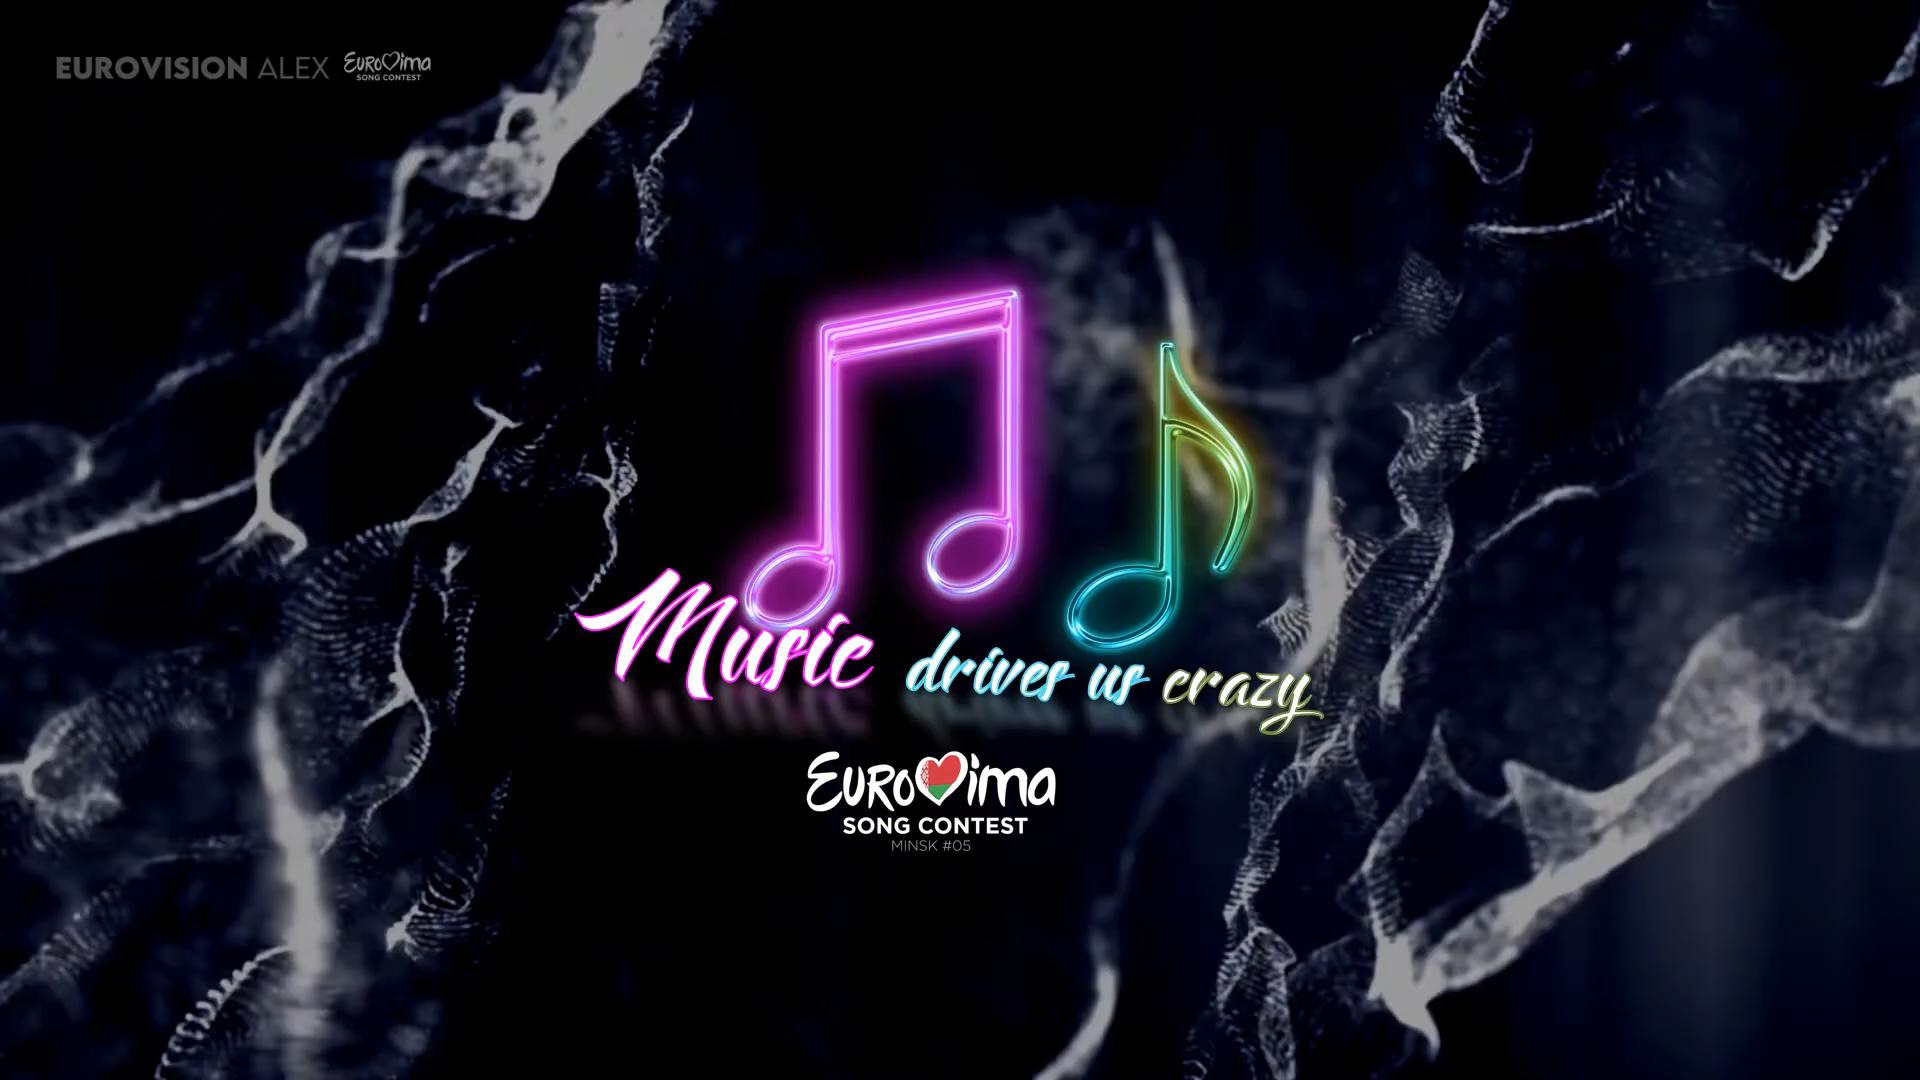 EUROVISION ALEX EUROVIMA
SONG CONTEST
Music drives us crazy
EUROVIMA
SONG CONTEST
MINSK #05